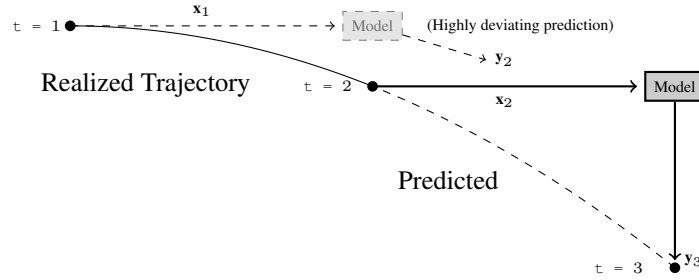 x1
t = 1
Model
(Highly deviating prediction)
y2
Realized Trajectory
t = 2
x2
Model
Predicted
t = 3
y3